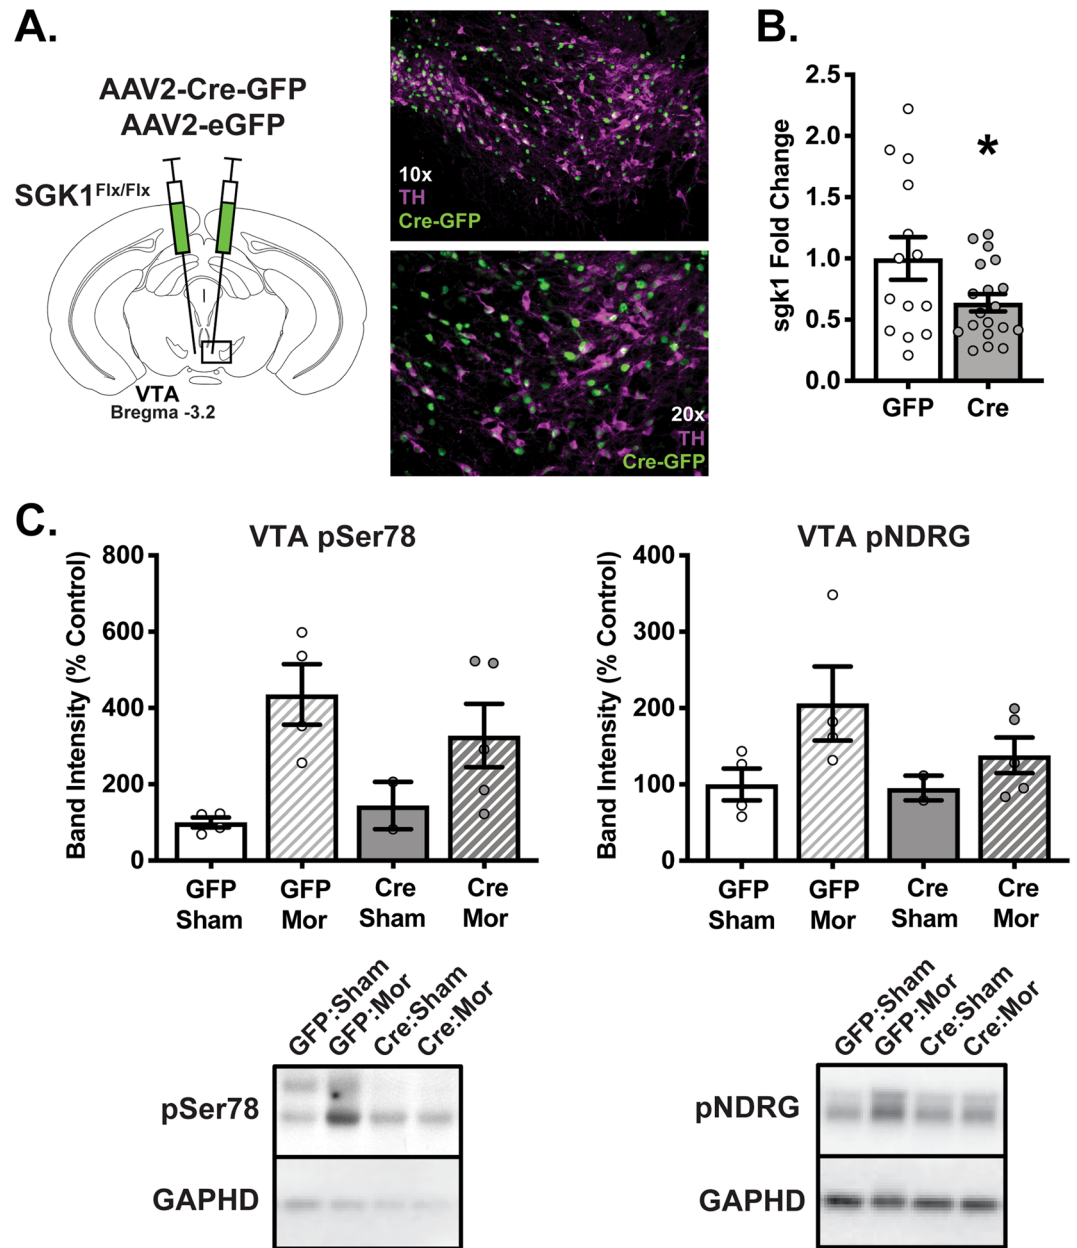 A.
AAV2-Cre-GFP
AAV2-eGFP
SGK1Flx/Flx
VTA
Bregma -3.2
10x
TH
Cre-GFP
20x
TH
Cre-GFP
B.
sgk1 Fold Change
2.5
2.0
1.5
1.0
0.5
0.0
*
GFP
Cre
C.
VTA pSer78
Band Intensity (% Control)
800
600
400
200
0
GFP Sham
GFP Mor
Cre Sham
Cre Mor
VTA pNDRG
Band Intensity (% Control)
400
300
200
100
0
GFP Sham
GFP Mor
Cre Sham
Cre Mor
GFP:Sham
GFP:Mor
Cre:Sham
Cre:Mor
pSer78
GAPHD
GFP:Sham
GFP:Mor
Cre:Sham
Cre:Mor
pNDRG
GAPHD